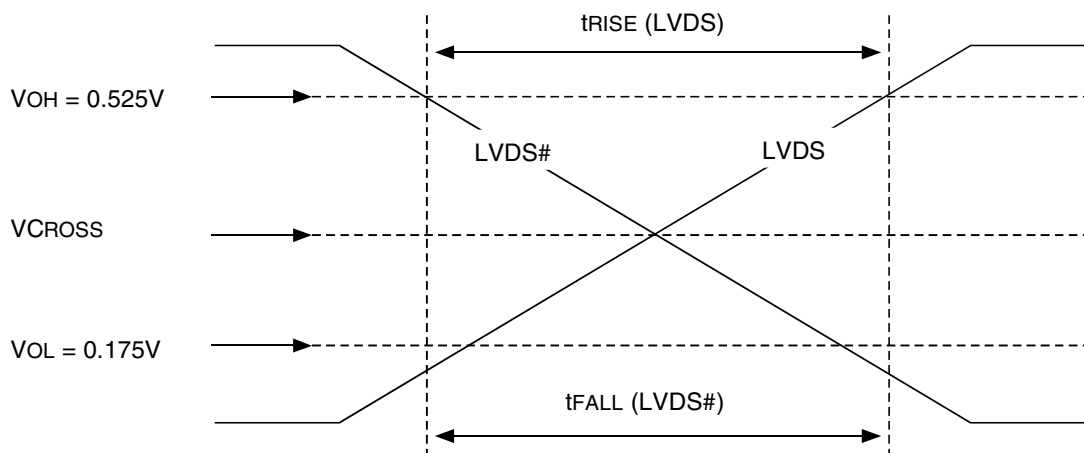 tRISE (LVDS)
VOH = 0.525V
LVDS# LVDS
VCROSS
VOL = 0.175V
tFALL (LVDS#)